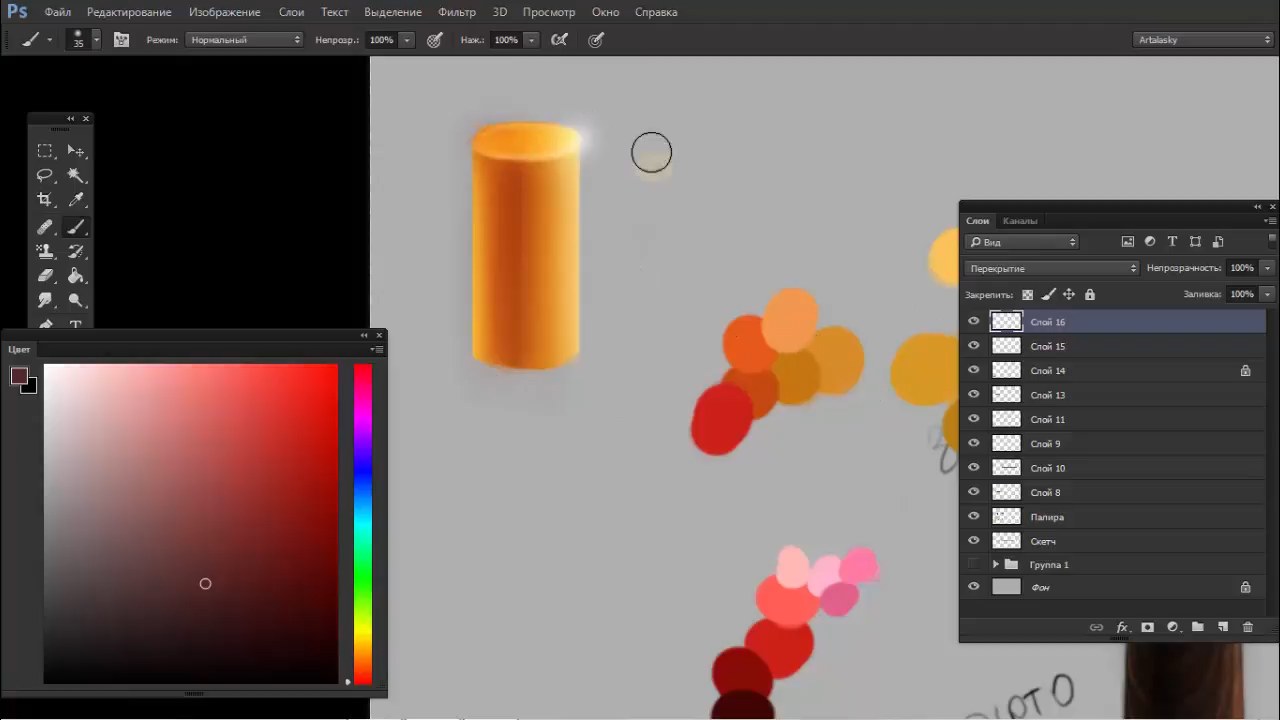 Ps Файл Редактирование Изображение Слои Текст Выделение Фильтр 3D Просмотр Окно Справка
35 Режим: Нормальный Непрозр.: 100% Наж.: 100% Artalasky
Слои Каналы
Вид
Перекрытие Непрозрачность: 100%
Закрепить: Заливка: 100%
Слой 16
Слой 15
Слой 14
Слой 13
Слой 11
Слой 9
Слой 10
Слой 8
Палира
Скетч
Группа 1
Фон
fx
Цвет